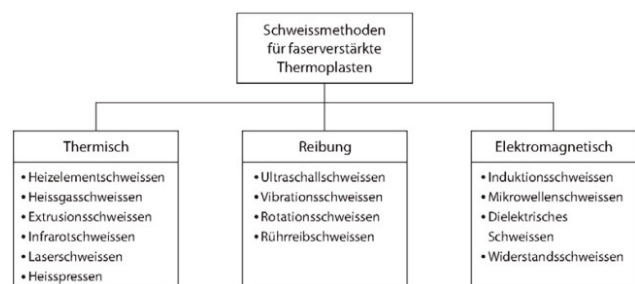 Schweissmethoden
für faserverstärkte
Thermoplasten
Thermisch
• Heizelementschweissen
• Heissgasschweissen
• Extrusionsschweissen
• Infrarotschweissen
• Laserschweissen
• Heisspressen
Reibung
• Ultraschallschweissen
• Vibrationsschweissen
• Rotationsschweissen
• Rührreibschweissen
Elektromagnetisch
• Induktionsschweissen
• Mikrowellenschweissen
• Dielektrisches
Schweissen
• Widerstandsschweissen